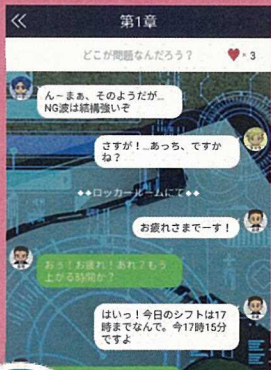 第1章
どこが問題なんだろう？
× 3
ん～まぁ、そのようだが…
NG波は結構強いぞ
さすが！…あっち、ですか
ね？
◆◆ロッカールームにて◆◆
お疲れさまでーす！
おぅ！お疲れ！あれ？もう
上がる時間か？
はいっ！今日のシフトは17
時までなんで。今17時15分
ですよ